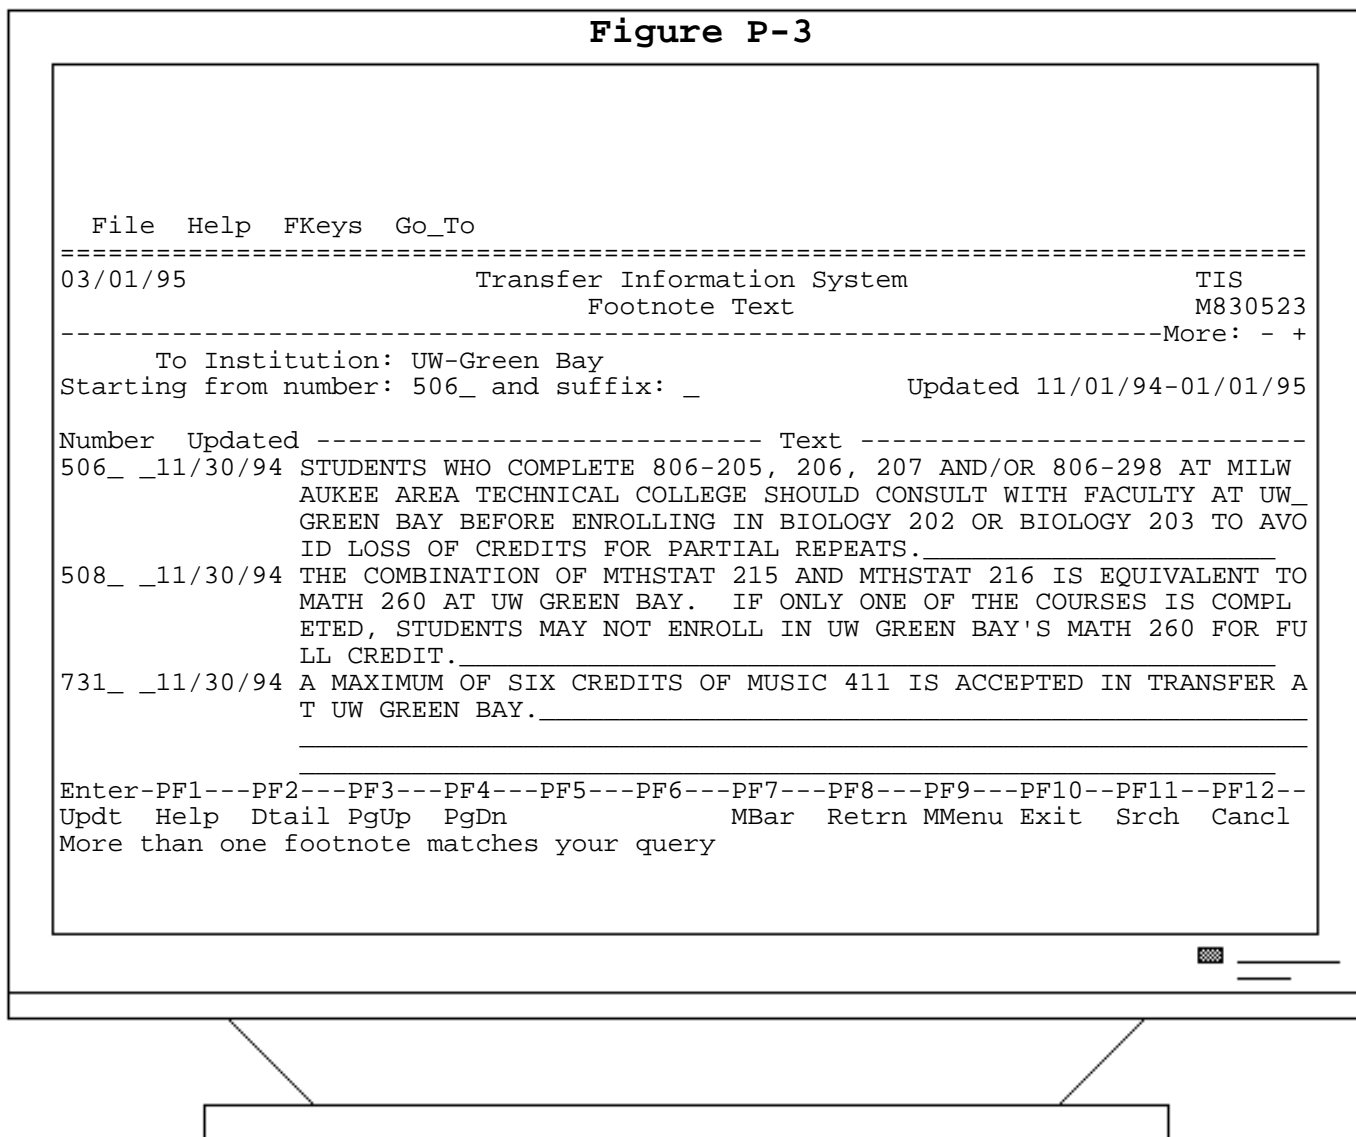 Figure P-3
File  Help  FKeys  Go_To
==============================================================================
03/01/95                  Transfer Information System                  TIS
                                 Footnote Text                         M830523
---------------------------------------------------------------------More: - +
      To Institution: UW-Green Bay
Starting from number: 506_ and suffix: _             Updated 11/01/94-01/01/95
Number  Updated ---------------------------- Text ----------------------------
506_ _11/30/94 STUDENTS WHO COMPLETE 806-205, 206, 207 AND/OR 806-298 AT MILW
               AUKEE AREA TECHNICAL COLLEGE SHOULD CONSULT WITH FACULTY AT UW_
               GREEN BAY BEFORE ENROLLING IN BIOLOGY 202 OR BIOLOGY 203 TO AVO
               ID LOSS OF CREDITS FOR PARTIAL REPEATS.______________________
508_ _11/30/94 THE COMBINATION OF MTHSTAT 215 AND MTHSTAT 216 IS EQUIVALENT TO
               MATH 260 AT UW GREEN BAY.  IF ONLY ONE OF THE COURSES IS COMPL
               ETED, STUDENTS MAY NOT ENROLL IN UW GREEN BAY'S MATH 260 FOR FU
               LL CREDIT.___________________________________________________
731_ _11/30/94 A MAXIMUM OF SIX CREDITS OF MUSIC 411 IS ACCEPTED IN TRANSFER A
               T UW GREEN BAY.________________________________________________
               _______________________________________________________________
               _____________________________________________________________
Enter-PF1---PF2---PF3---PF4---PF5---PF6---PF7---PF8---PF9---PF10--PF11--PF12--
Updt  Help  Dtail PgUp  PgDn              MBar  Retrn MMenu Exit  Srch  Cancl
More than one footnote matches your query